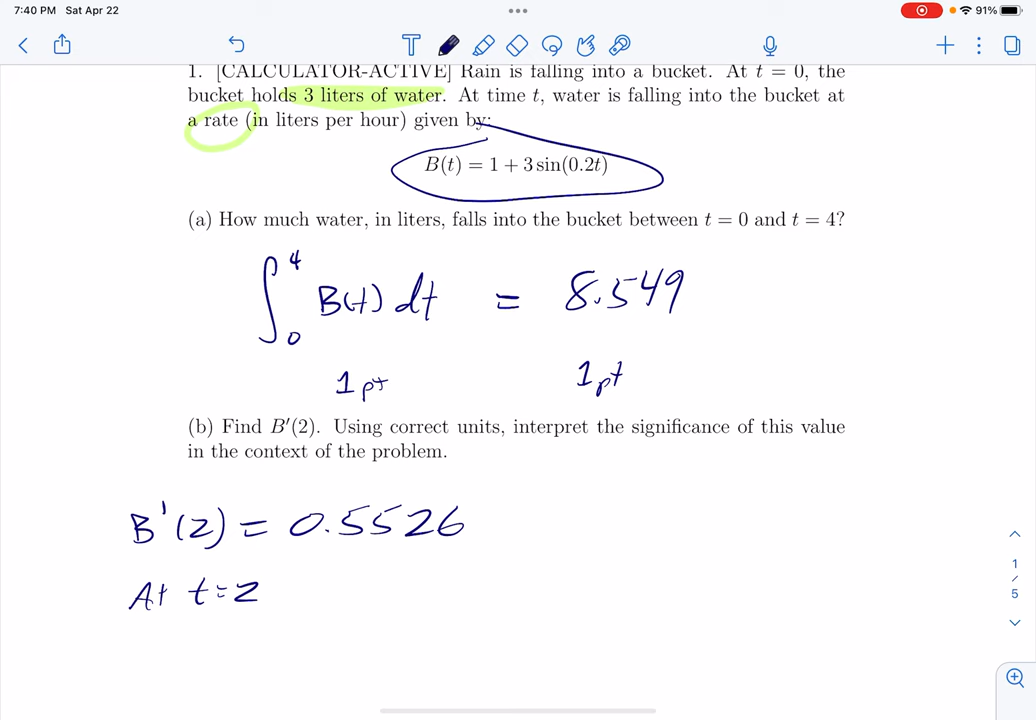 7:40 PM Sat Apr 22
91%
T
1. [CALCULATOR-ACTIVE] Rain is falling into a bucket. At t = 0, the
bucket holds 3 liters of water. At time t, water is falling into the bucket at
a rate (in liters per hour) given by:
B(t) = 1 + 3 sin(0.2t)
(a) How much water, in liters, falls into the bucket between t = 0 and t = 4?
∫₀⁴ B(t) dt = 8.549
1 pt 1 pt
(b) Find B′(2). Using correct units, interpret the significance of this value
in the context of the problem.
B'(2) = 0.5526
At t=2
1
/
5